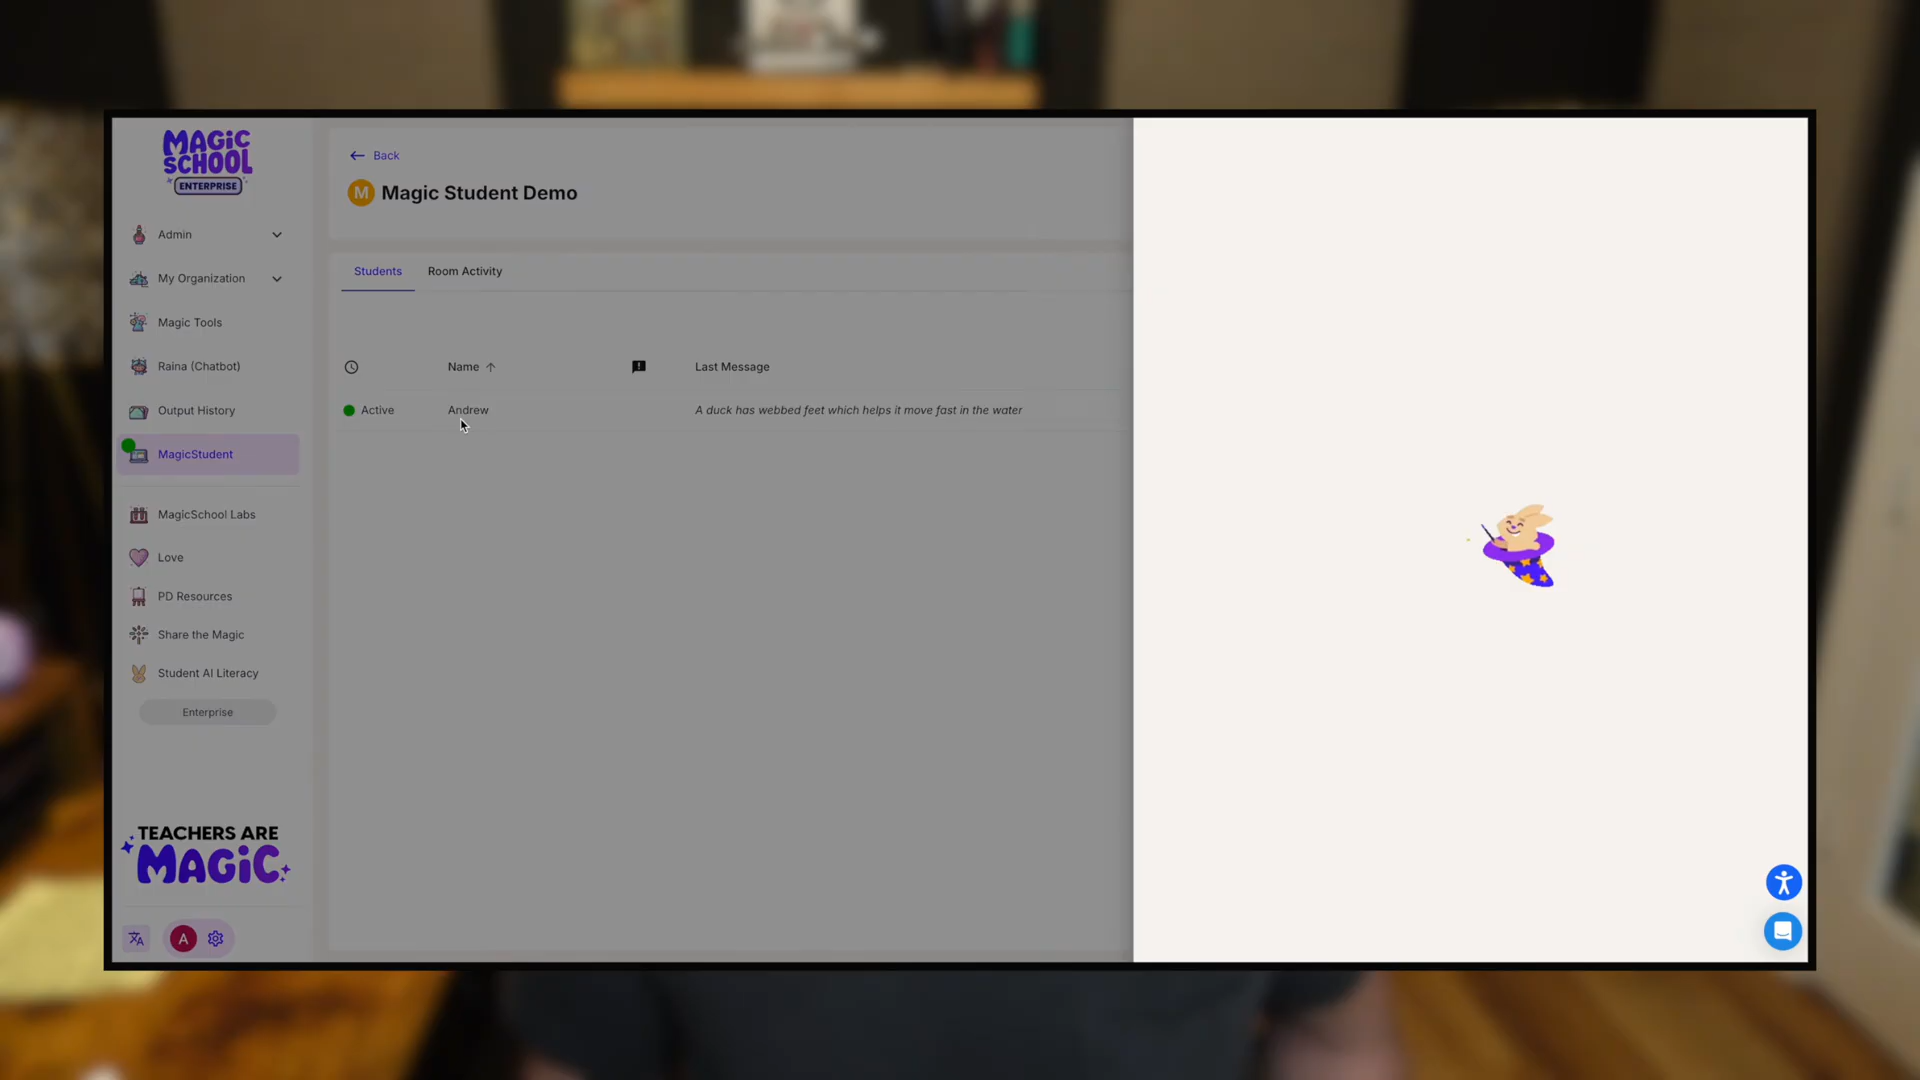 MAGiC
SCHOOL
ENTERPRISE
Admin
My Organization
Magic Tools
Raina (Chatbot)
Output History
MagicStudent
MagicSchool Labs
Love
PD Resources
Share the Magic
Student AI Literacy
Enterprise
TEACHERS ARE
MAGiC
A
Back
M Magic Student Demo
Students Room Activity
Name Last Message
Active Andrew A duck has webbed feet which helps it move fast in the water